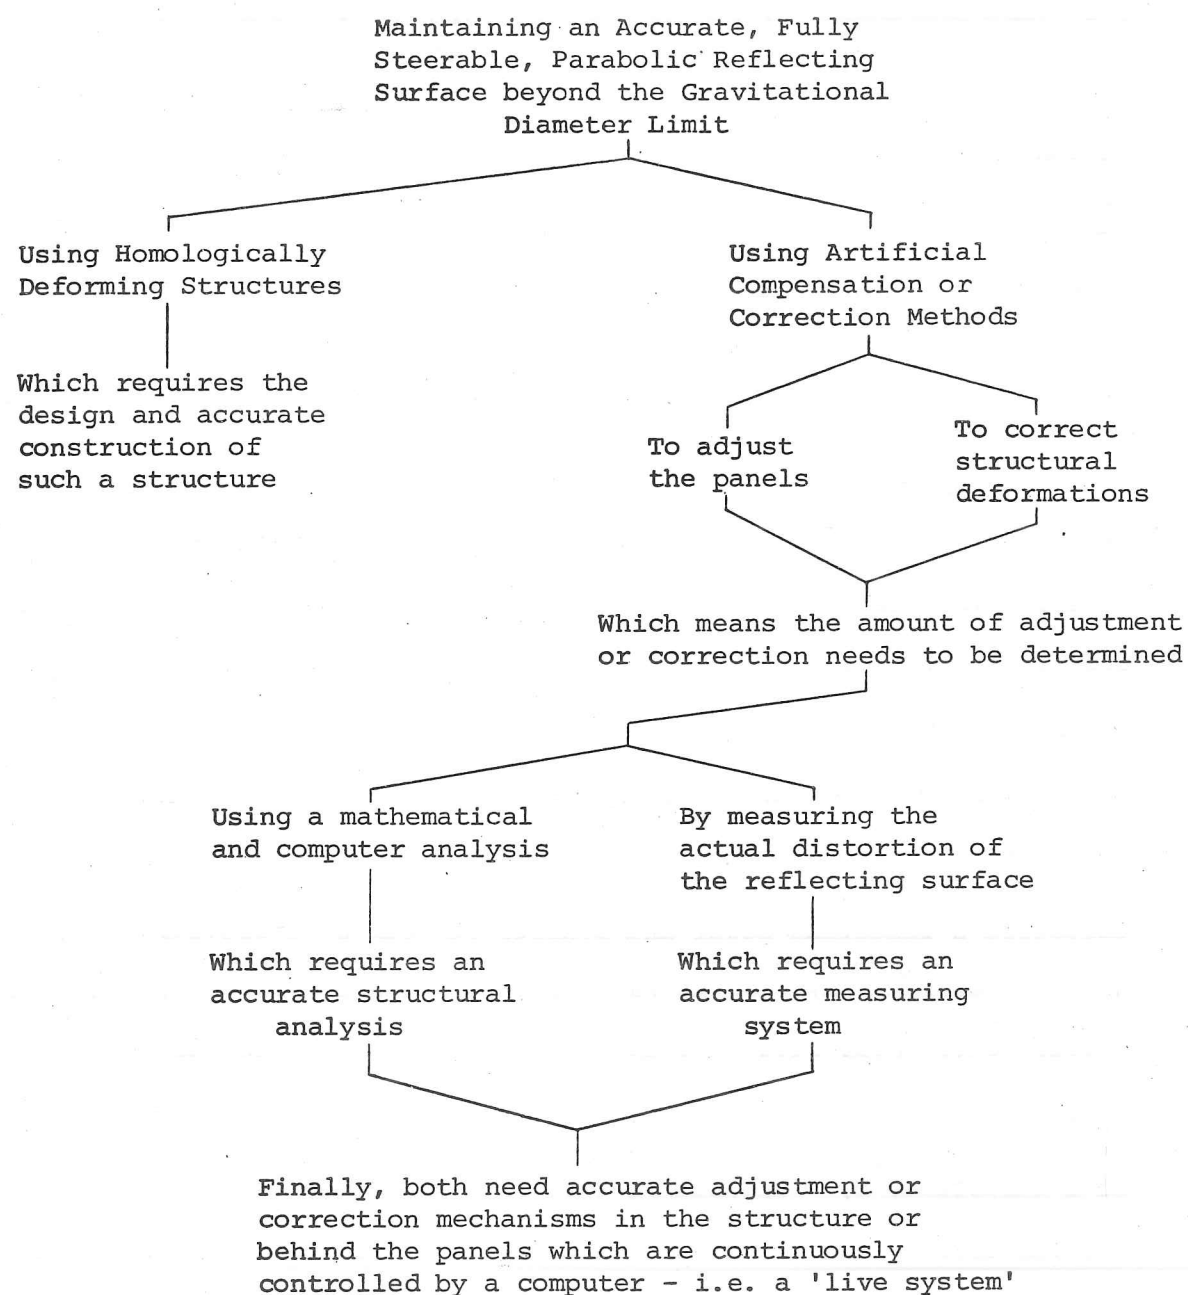 Maintaining an Accurate, Fully
Steerable, Parabolic Reflecting
Surface beyond the Gravitational
Diameter Limit
Using Homologically
Deforming Structures
Which requires the
design and accurate
construction of
such a structure
Using Artificial
Compensation or
Correction Methods
To adjust
the panels
To correct
structural
deformations
Which means the amount of adjustment
or correction needs to be determined
Using a mathematical
and computer analysis
Which requires an
accurate structural
analysis
By measuring the
actual distortion of
the reflecting surface
Which requires an
accurate measuring
system
Finally, both need accurate adjustment or
correction mechanisms in the structure or
behind the panels which are continuously
controlled by a computer - i.e. a 'live system'